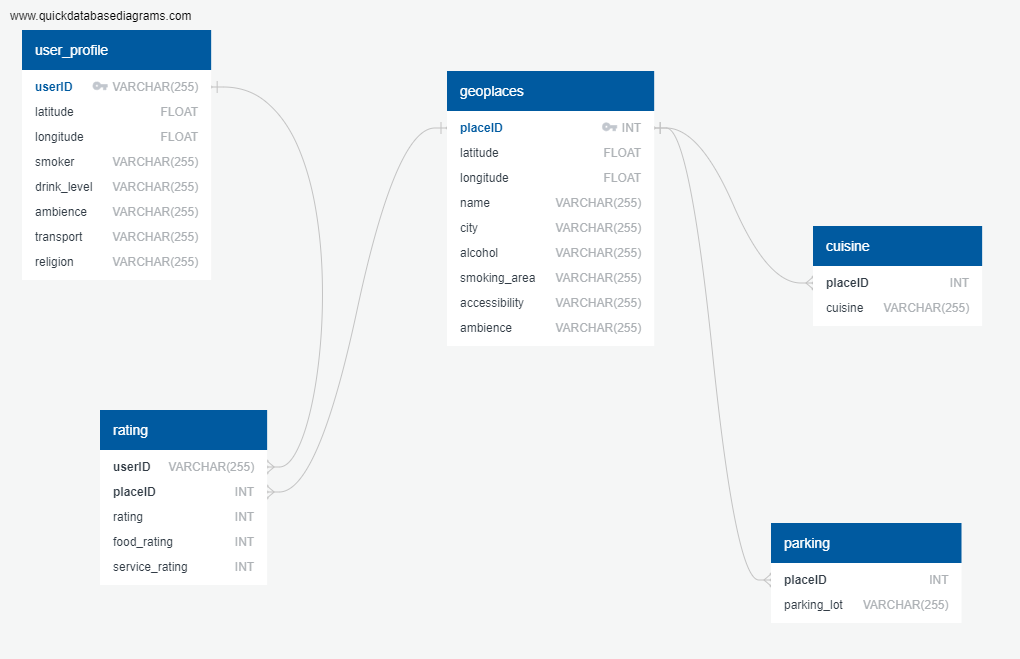 www.quickdatabasediagrams.com
user_profile
userID VARCHAR(255)
latitude FLOAT
longitude FLOAT
smoker VARCHAR(255)
drink_level VARCHAR(255)
ambience VARCHAR(255)
transport VARCHAR(255)
religion VARCHAR(255)
geoplaces
placeID INT
latitude FLOAT
longitude FLOAT
name VARCHAR(255)
city VARCHAR(255)
alcohol VARCHAR(255)
smoking_area VARCHAR(255)
accessibility VARCHAR(255)
ambience VARCHAR(255)
cuisine
placeID INT
cuisine VARCHAR(255)
rating
userID VARCHAR(255)
placeID INT
rating INT
food_rating INT
service_rating INT
parking
placeID INT
parking_lot VARCHAR(255)